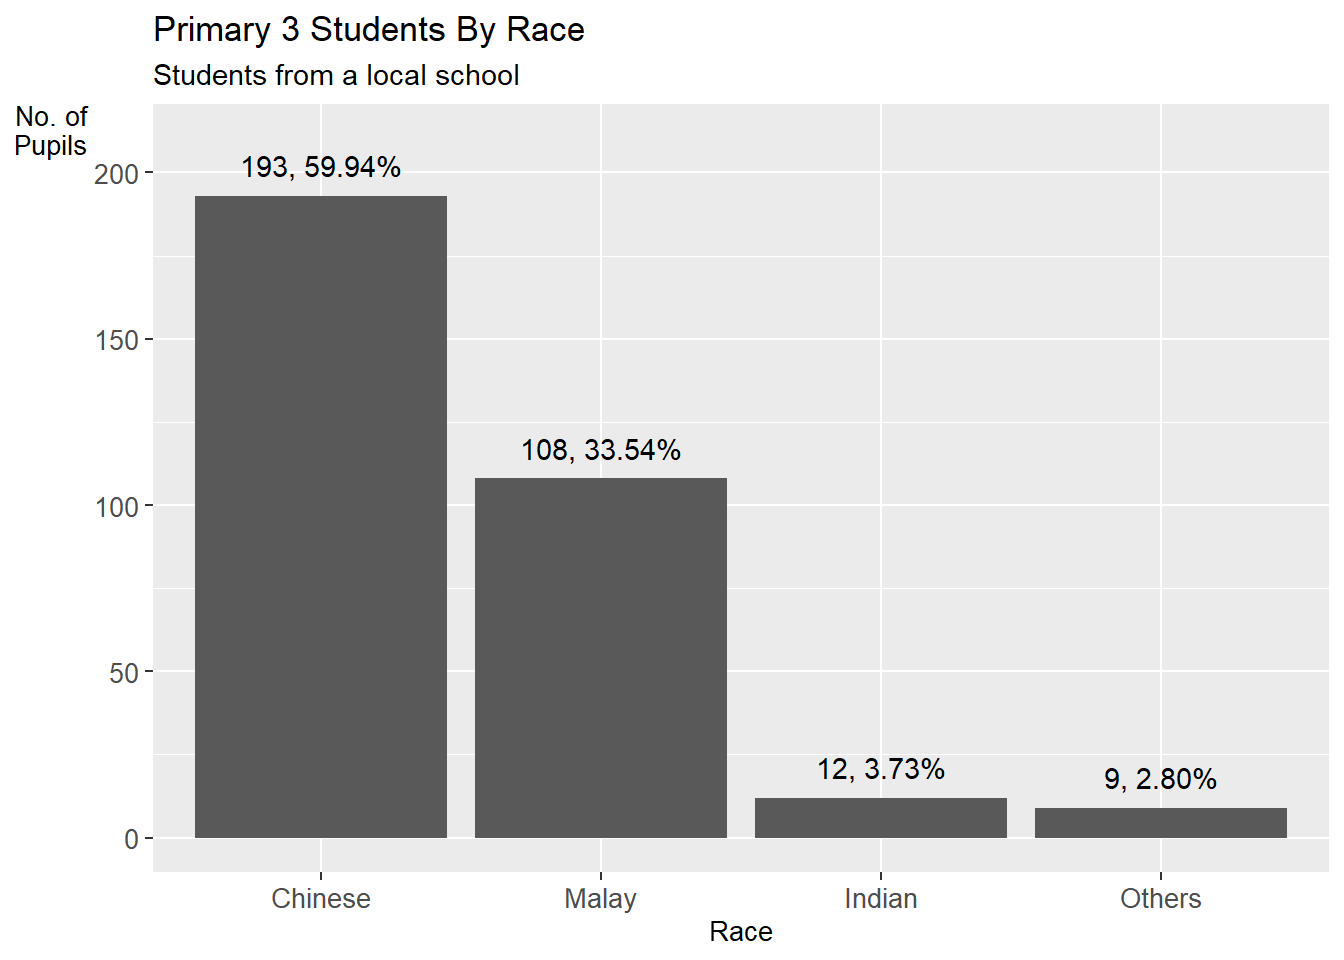 Primary 3 Students By Race
Students from a local school
No. of
Pupils
200
150
100
50
0
193, 59.94%
108, 33.54%
12, 3.73%
9, 2.80%
Chinese Malay Indian Others
Race